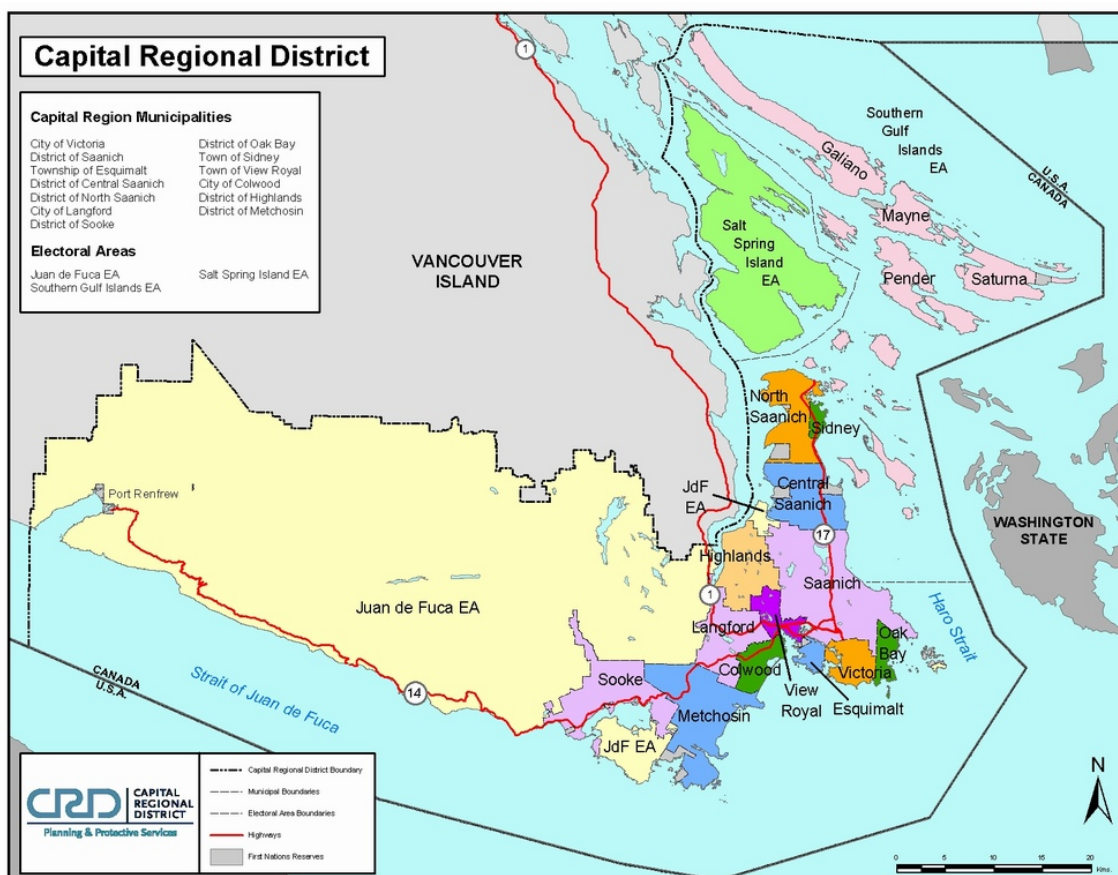 Capital Regional District
Capital Region Municipalities
City of Victoria
District of Saanich
Township of Esquimalt
District of Central Saanich
District of North Saanich
City of Langford
District of Sooke
District of Oak Bay
Town of Sidney
Town of View Royal
City of Colwood
District of Highlands
District of Metchosin
Electoral Areas
Juan de Fuca EA
Southern Gulf Islands EA
Salt Spring Island EA
1
VANCOUVER
ISLAND
Southern
Gulf
Islands
EA
U.S.A.
CANADA
Galiano
Mayne
Pender
Saturna
Salt
Spring
Island
EA
North
Saanich
Sidney
Central
Saanich
JdF
EA
17
WASHINGTON
STATE
Highlands
Saanich
1
Langford
Oak
Bay
Haro Strait
Colwood
Victoria
View
Royal
Esquimalt
Port Renfrew
Juan de Fuca EA
Sooke
Metchosin
JdF EA
14
CANADA
U.S.A.
Strait of Juan de Fuca
CRD
CAPITAL
REGIONAL
DISTRICT
Planning & Protective Services
Capital Regional District Boundary
Municipal Boundaries
Electoral Area Boundaries
Highways
First Nations Reserves
N
0 5 10 15 20
Kms.